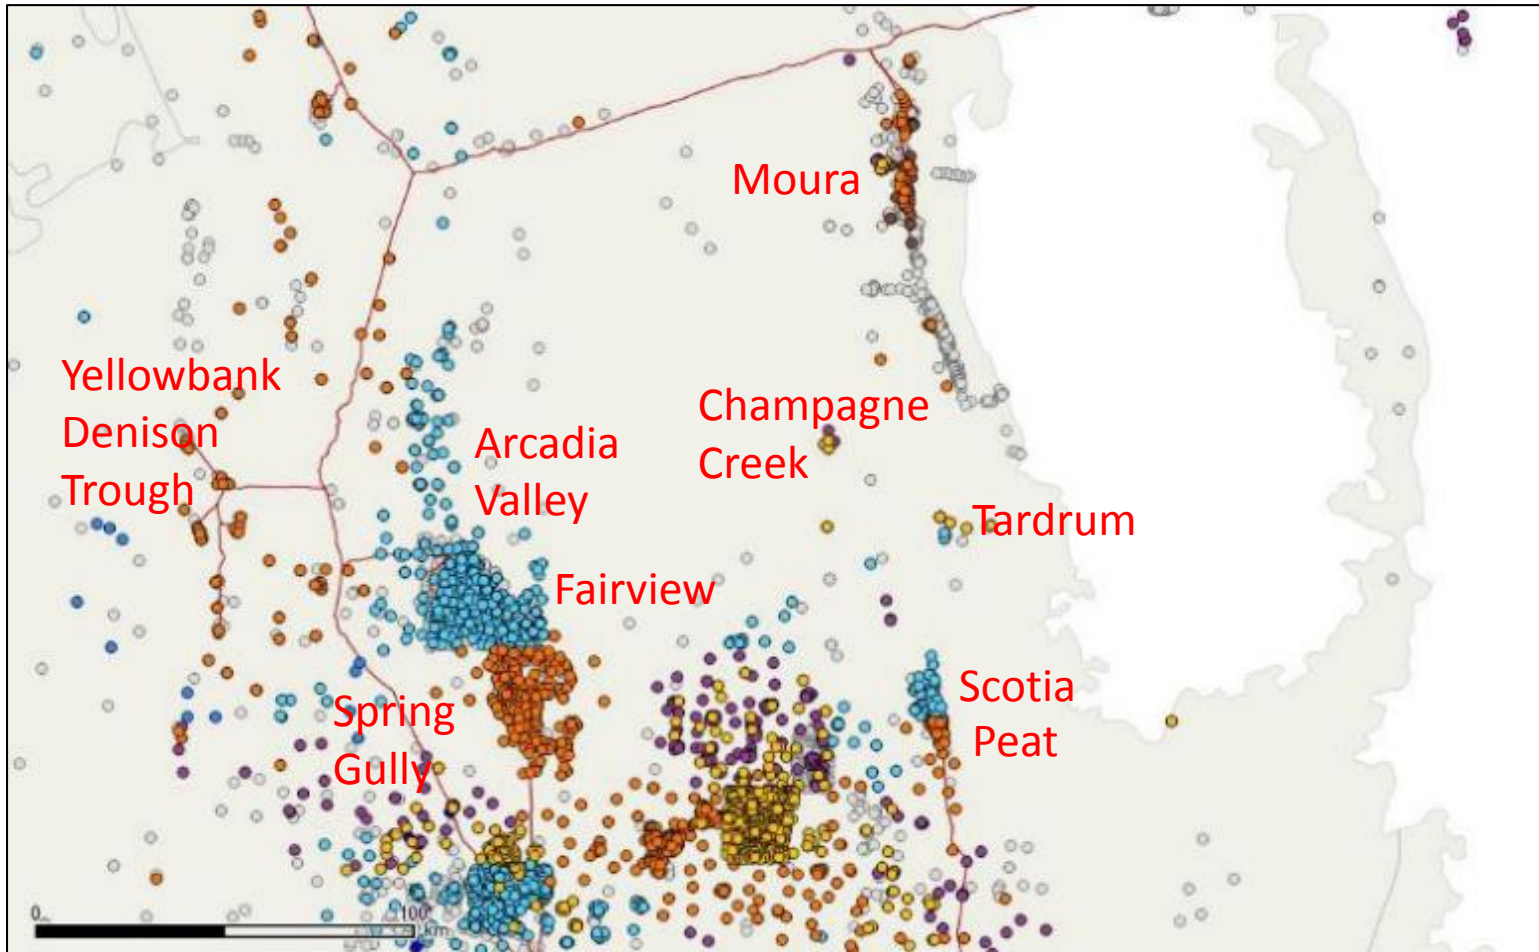 Moura
Yellowbank
Denison
Trough
Champagne
Creek
Arcadia
Valley
Tardrum
Fairview
Scotia
Peat
Spring
Gully
0
100
km